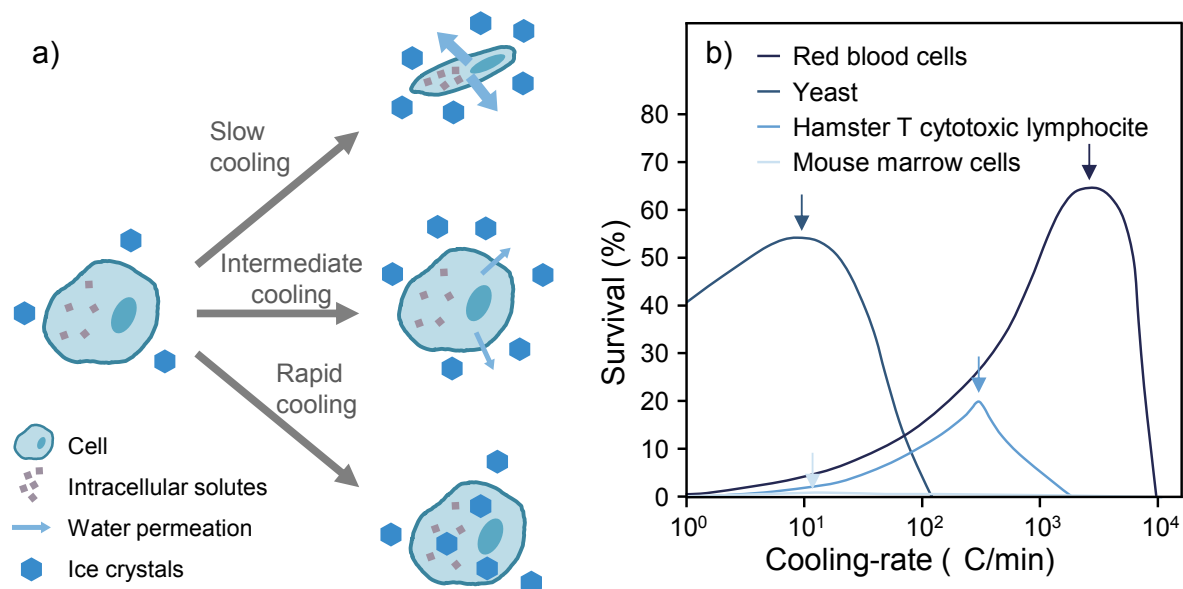 a)
Slow
cooling
Intermediate
cooling
Rapid
cooling
Cell
Intracellular solutes
Water permeation
Ice crystals
b)
Red blood cells
Yeast
Hamster T cytotoxic lymphocite
Mouse marrow cells
Survival (%)
80
70
60
50
40
30
20
10
0
10⁰
10¹
10²
10³
10⁴
Cooling-rate ( C/min)